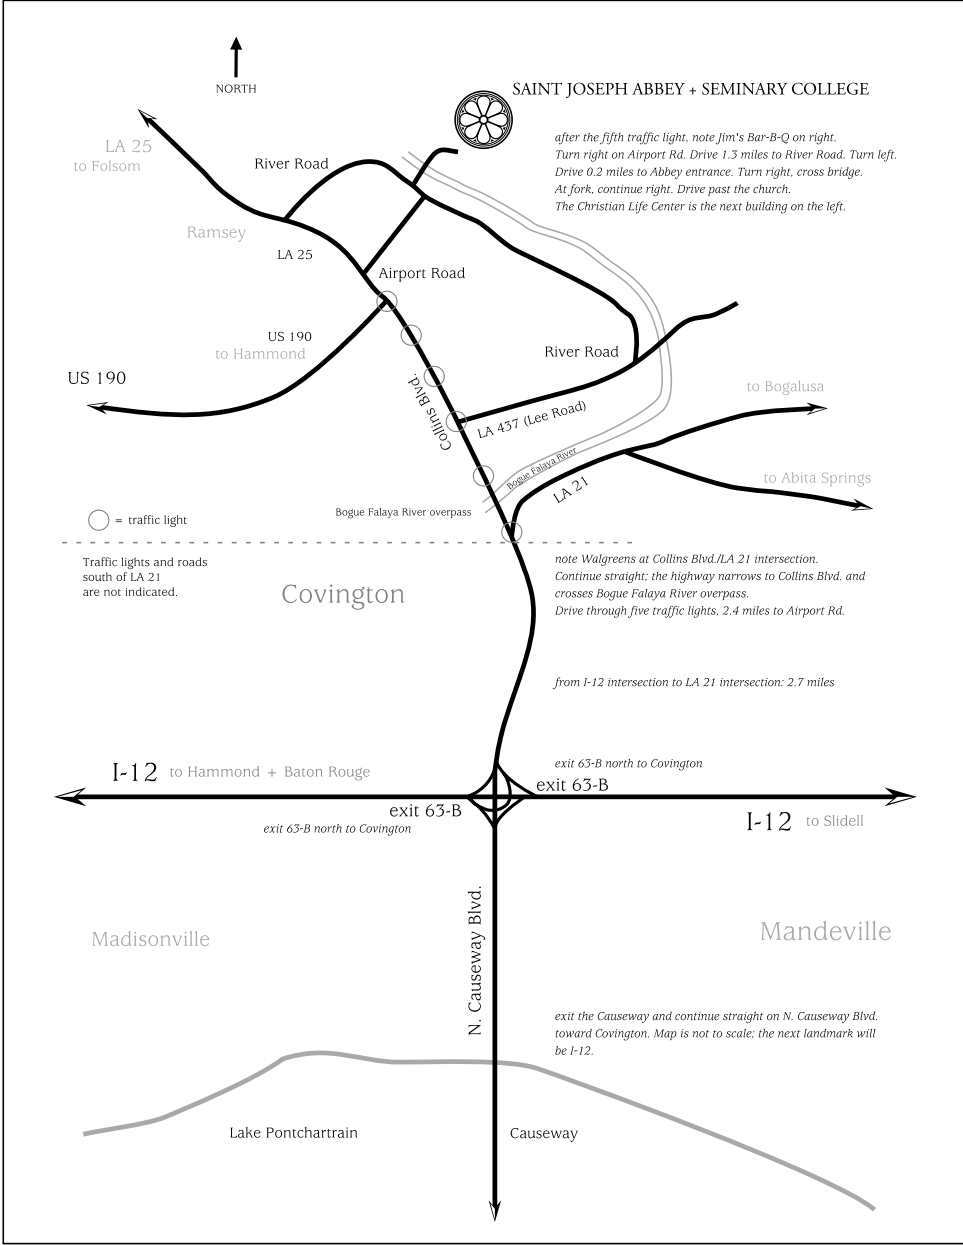 NORTH
SAINT JOSEPH ABBEY + SEMINARY COLLEGE
after the fifth traffic light, note Jim's Bar-B-Q on right.
Turn right on Airport Rd. Drive 1.3 miles to River Road. Turn left.
Drive 0.2 miles to Abbey entrance. Turn right, cross bridge.
At fork, continue right. Drive past the church.
The Christian Life Center is the next building on the left.
LA 25
to Folsom
River Road
Ramsey
LA 25
Airport Road
US 190
to Hammond
US 190
River Road
Collins Blvd.
LA 437 (Lee Road)
to Bogalusa
Bogue Falaya River
LA 21
to Abita Springs
Bogue Falaya River overpass
= traffic light
Traffic lights and roads
south of LA 21
are not indicated.
Covington
note Walgreens at Collins Blvd./LA 21 intersection.
Continue straight; the highway narrows to Collins Blvd. and
crosses Bogue Falaya River overpass.
Drive through five traffic lights, 2.4 miles to Airport Rd.
from I-12 intersection to LA 21 intersection: 2.7 miles
I-12 to Hammond + Baton Rouge
exit 63-B north to Covington
exit 63-B
exit 63-B
exit 63-B north to Covington
I-12 to Slidell
N. Causeway Blvd.
Madisonville
Mandeville
exit the Causeway and continue straight on N. Causeway Blvd.
toward Covington. Map is not to scale; the next landmark will
be I-12.
Lake Pontchartrain
Causeway